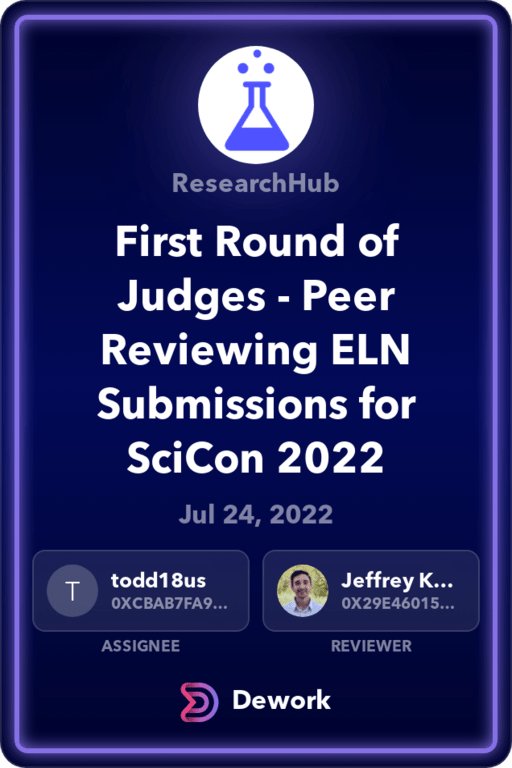 ResearchHub
First Round of
Judges - Peer
Reviewing ELN
Submissions for
SciCon 2022
Jul 24, 2022
T
todd18us
0XCBAB7FA9...
Jeffrey K...
0X29E46015...
ASSIGNEE
REVIEWER
Dework